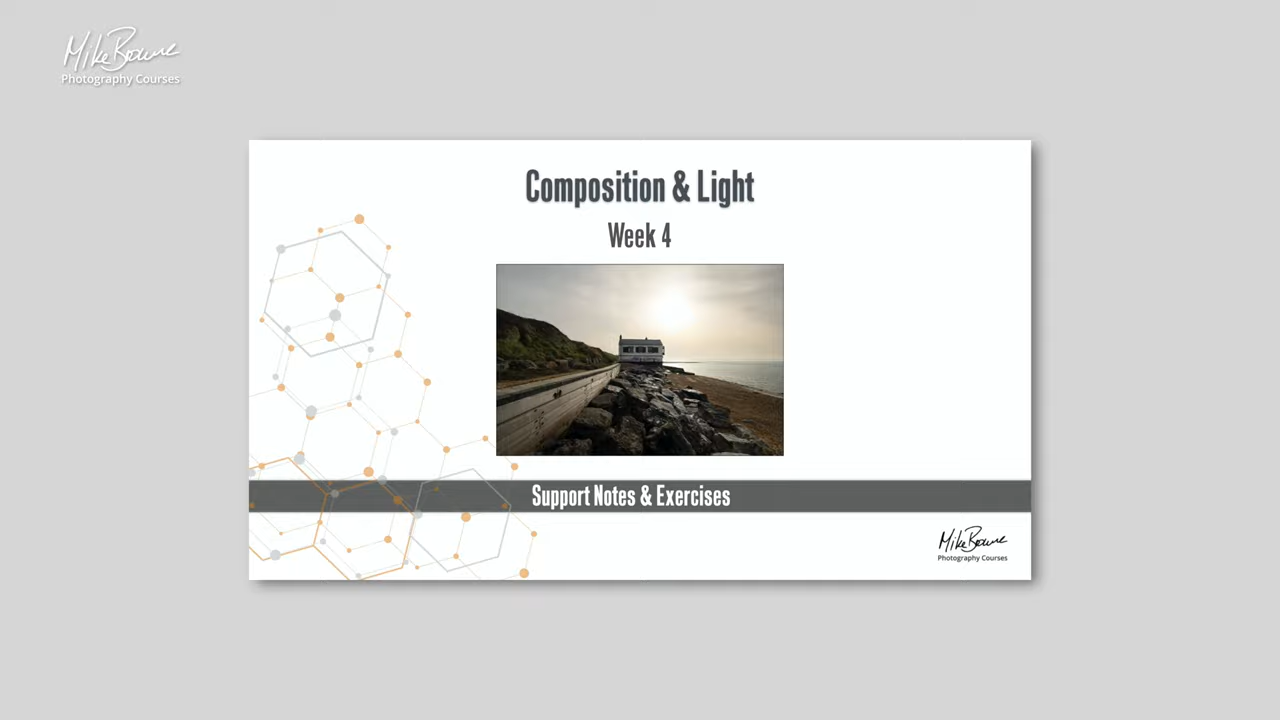 Mike Browne
Photography Courses
Composition & Light
Week 4
Support Notes & Exercises
Mike Browne
Photography Courses